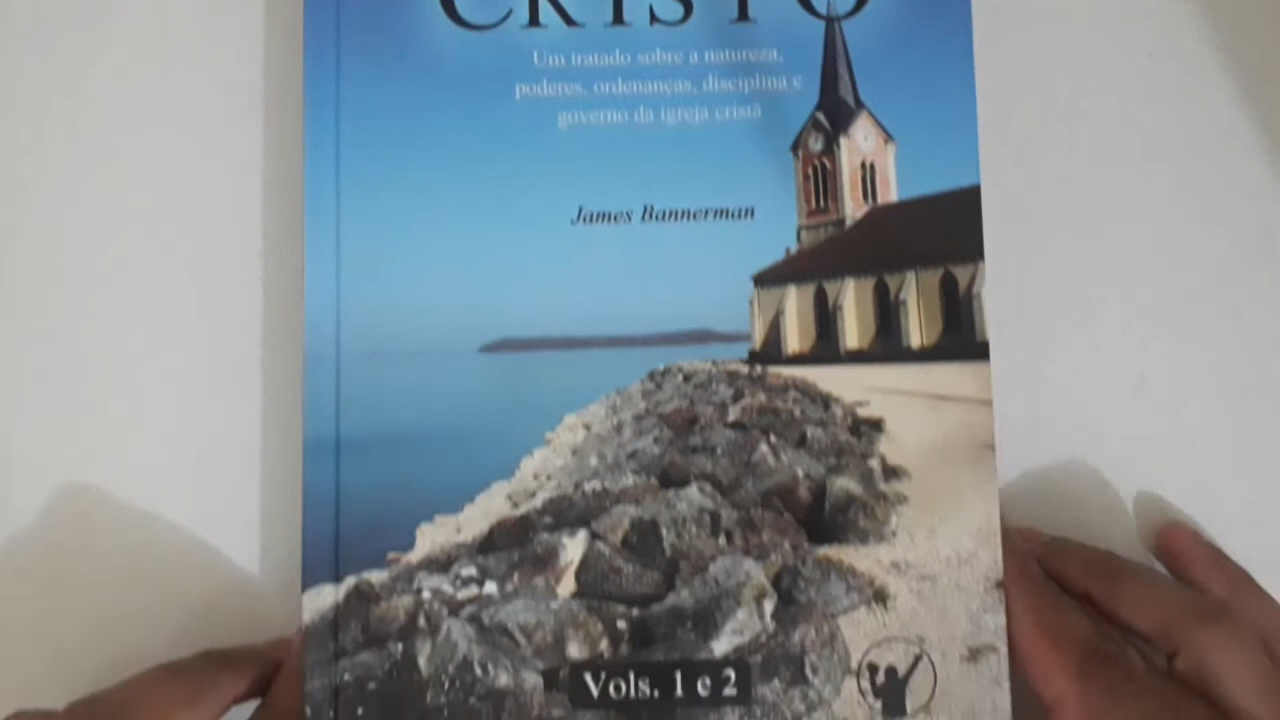 CRISTO
Um tratado sobre a natureza,
poderes, ordenanças, disciplina e
governo da igreja cristã
James Bannerman
Vols. 1 e 2